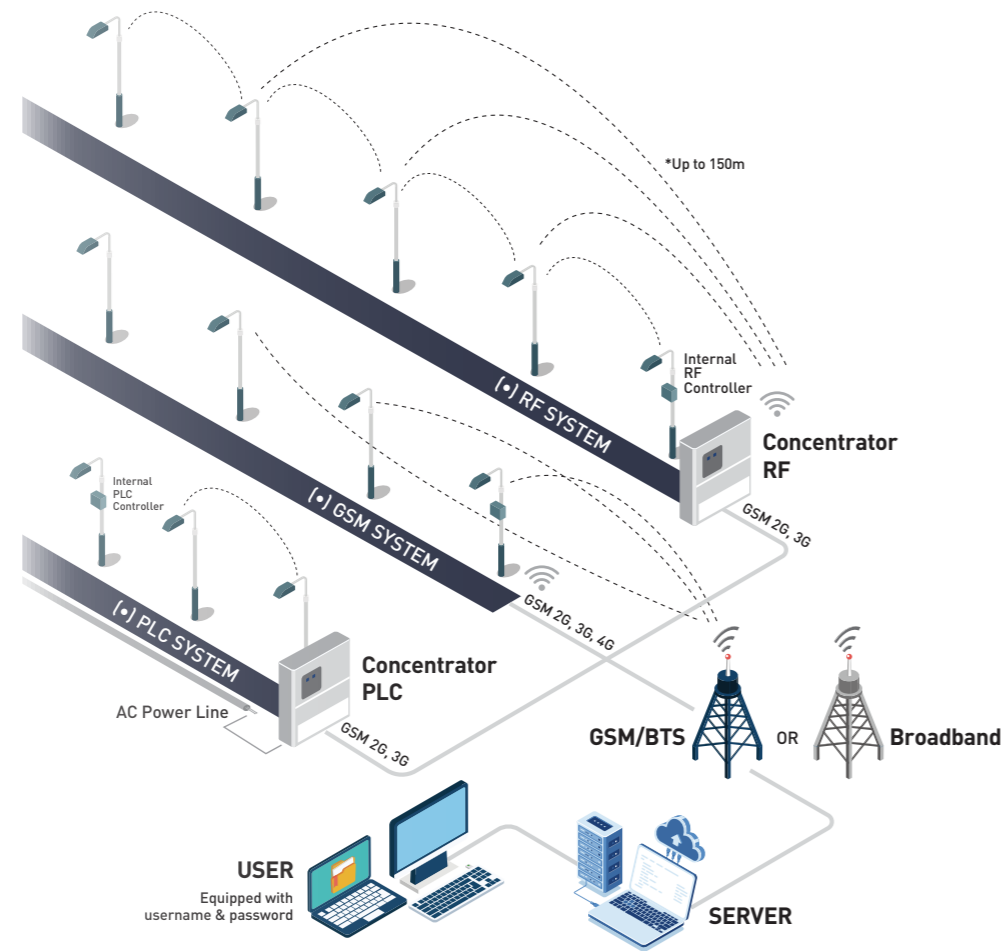 *Up to 150m
Internal
RF
Controller
(•) RF SYSTEM
Concentrator
RF
GSM 2G, 3G
Internal
PLC
Controller
(•) GSM SYSTEM
GSM 2G, 3G, 4G
(•) PLC SYSTEM
Concentrator
PLC
AC Power Line
GSM 2G, 3G
GSM/BTS
OR
Broadband
USER
Equipped with
username & password
SERVER